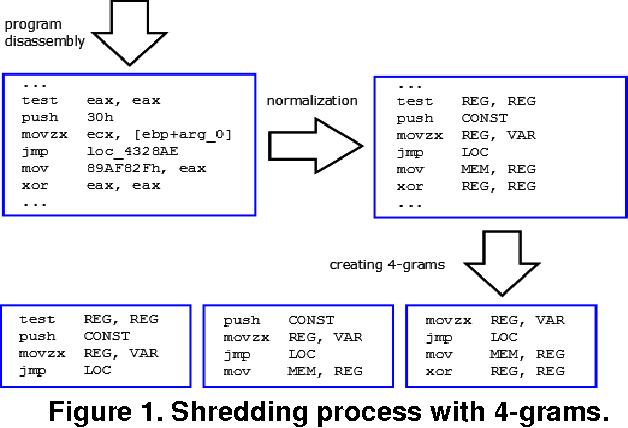 program
disassembly
...
test eax, eax
push 30h
movzx ecx, [ebp+arg_0]
jmp loc_4328AE
mov 89AF82Fh, eax
xor eax, eax
...
normalization
...
test REG, REG
push CONST
movzx REG, VAR
jmp LOC
mov MEM, REG
xor REG, REG
...
creating 4-grams
test REG, REG
push CONST
movzx REG, VAR
jmp LOC
push CONST
movzx REG, VAR
jmp LOC
mov MEM, REG
movzx REG, VAR
jmp LOC
mov MEM, REG
xor REG, REG
Figure 1. Shredding process with 4-grams.